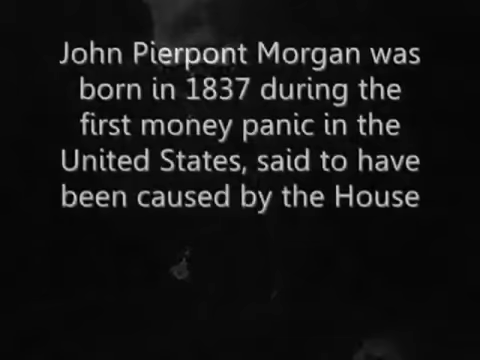 John Pierpont Morgan was
born in 1837 during the
first money panic in the
United States, said to have
been caused by the House